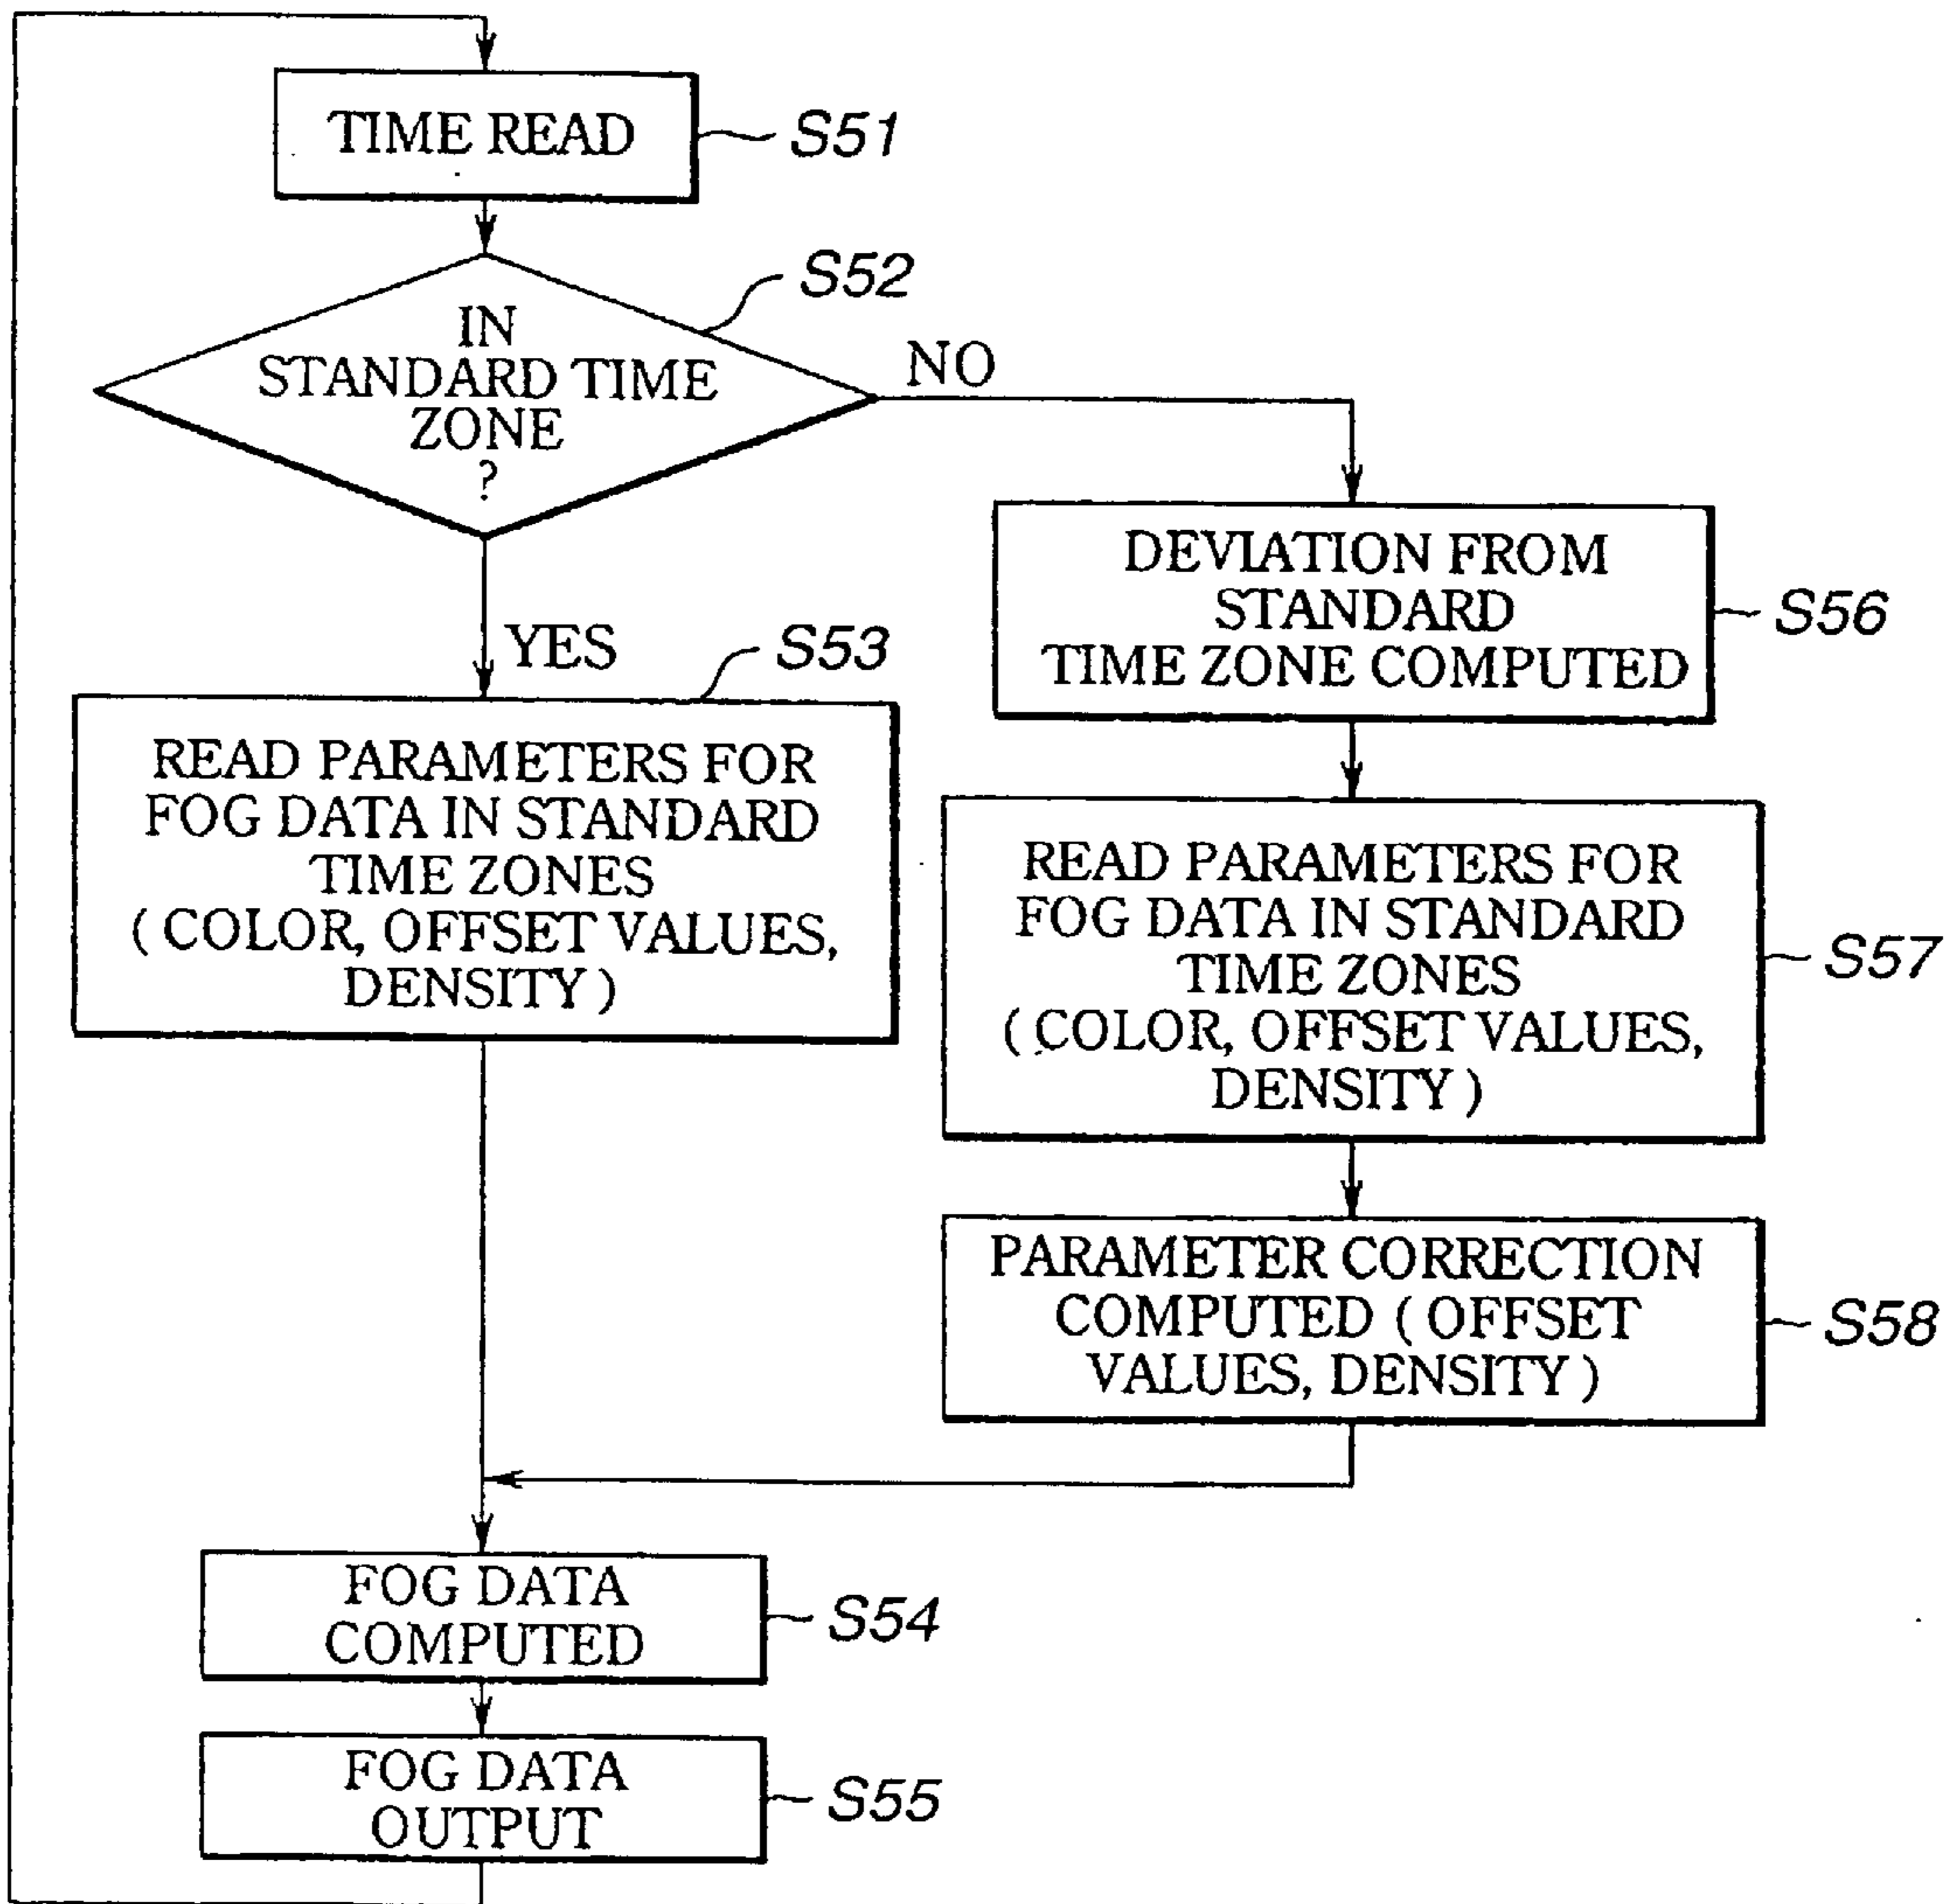 TIME READ
S51
S52
IN
STANDARD TIME
ZONE
?
NO
YES
S53
READ PARAMETERS FOR
FOG DATA IN STANDARD
TIME ZONES
( COLOR, OFFSET VALUES,
DENSITY )
DEVIATION FROM
STANDARD
TIME ZONE COMPUTED
S56
READ PARAMETERS FOR
FOG DATA IN STANDARD
TIME ZONES
( COLOR, OFFSET VALUES,
DENSITY )
S57
PARAMETER CORRECTION
COMPUTED ( OFFSET
VALUES, DENSITY )
S58
FOG DATA
COMPUTED
S54
FOG DATA
OUTPUT
S55